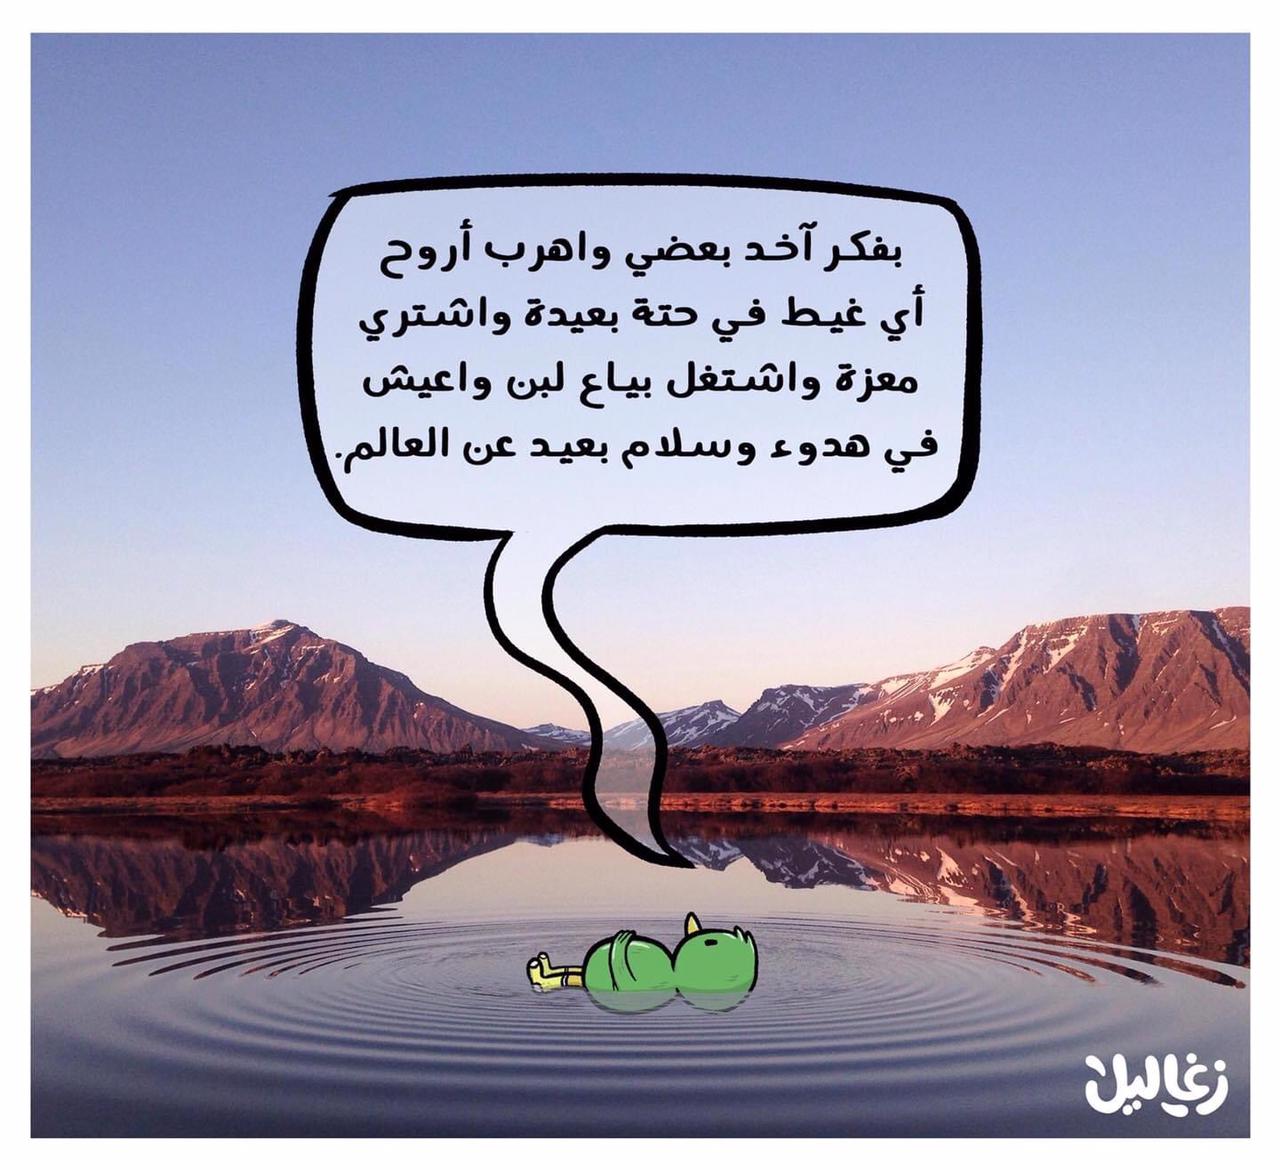 بفكر آخد بعضي واهرب أروح
أي غيط في حتة بعيدة واشتري
معزة واشتغل بياع لبن واعيش
في هدوء وسلام بعيد عن العالم.
زغاليل